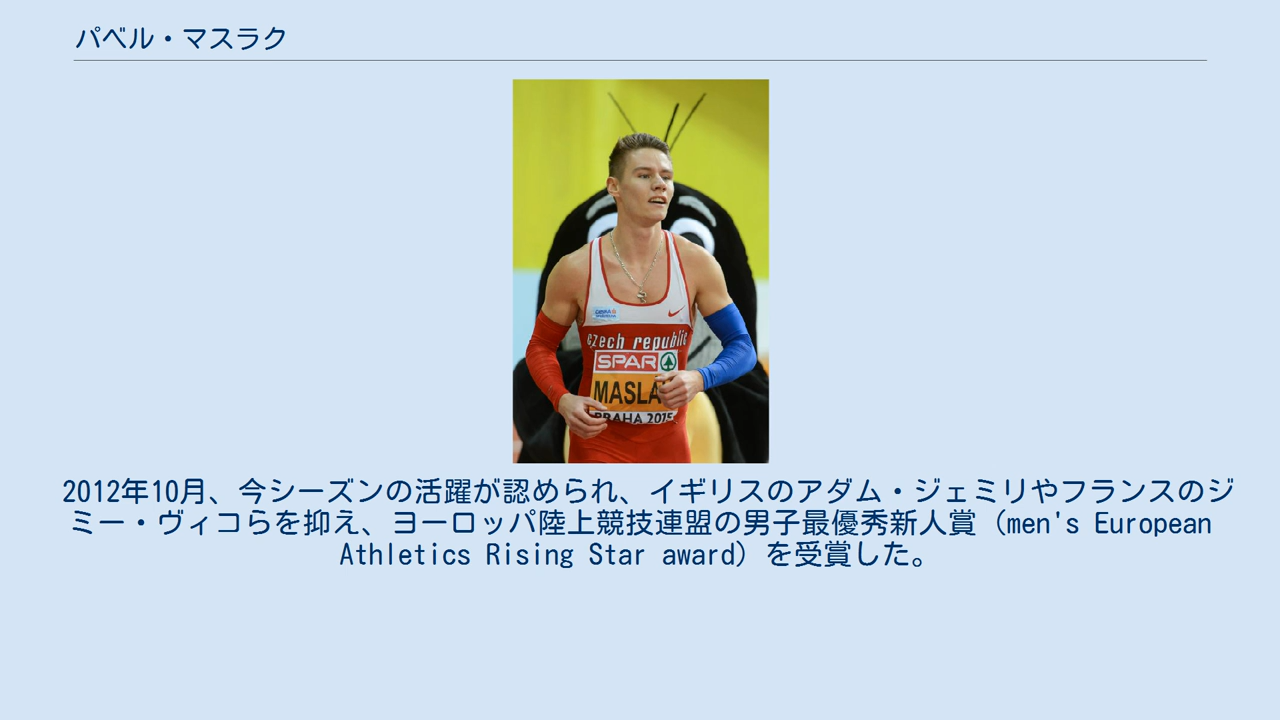 パベル・マスラク
czech republic
SPAR
MASLA
PRAHA 2015
2012年10月、今シーズンの活躍が認められ、イギリスのアダム・ジェミリやフランスのジ
ミー・ヴィコらを抑え、ヨーロッパ陸上競技連盟の男子最優秀新人賞（men's European
Athletics Rising Star award）を受賞した。